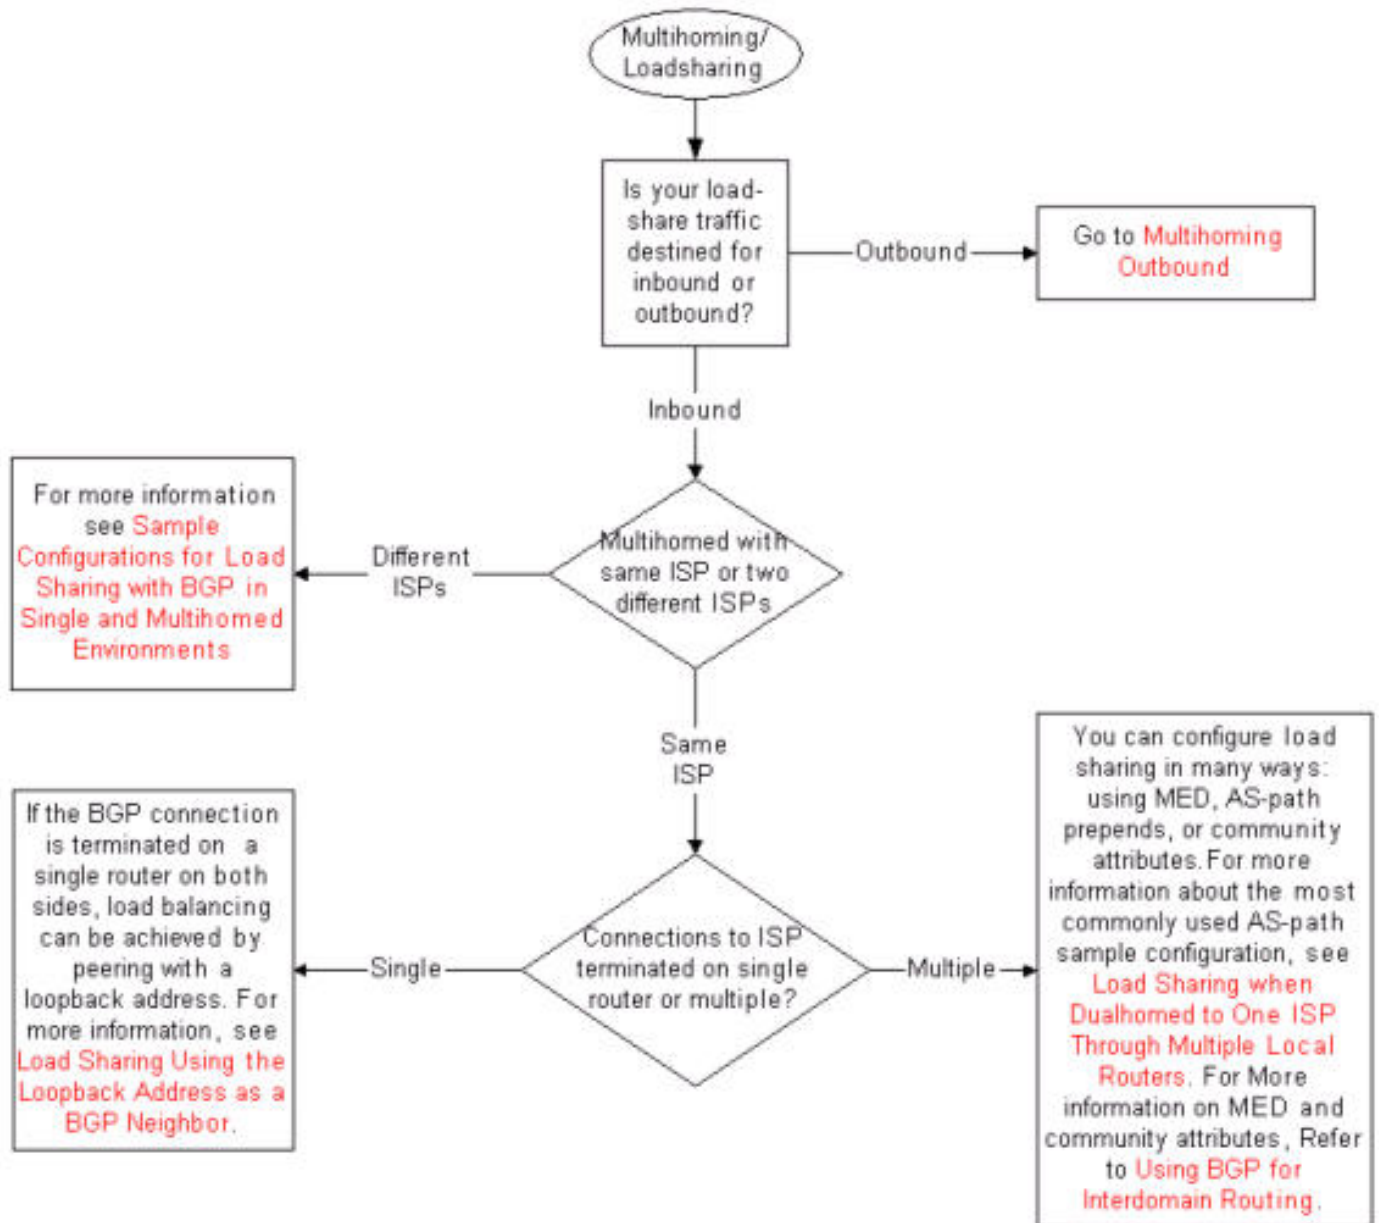 Multihoming/
Loadsharing
Is your load-
share traffic
destined for
inbound or
outbound?
Outbound
Go to Multihoming
Outbound
Inbound
For more information
see Sample
Configurations for Load
Sharing with BGP in
Single and Multihomed
Environments
Different
ISPs
Multihomed with
same ISP or two
different ISPs
Same
ISP
If the BGP connection
is terminated on a
single router on both
sides, load balancing
can be achieved by
peering with a
loopback address. For
more information, see
Load Sharing Using the
Loopback Address as a
BGP Neighbor.
Single
Connections to ISP
terminated on single
router or multiple?
Multiple
You can configure load
sharing in many ways:
using MED, AS-path
prepends, or community
attributes. For more
information about the most
commonly used AS-path
sample configuration, see
Load Sharing when
Dualhomed to One ISP
Through Multiple Local
Routers. For More
information on MED and
community attributes, Refer
to Using BGP for
Interdomain Routing.